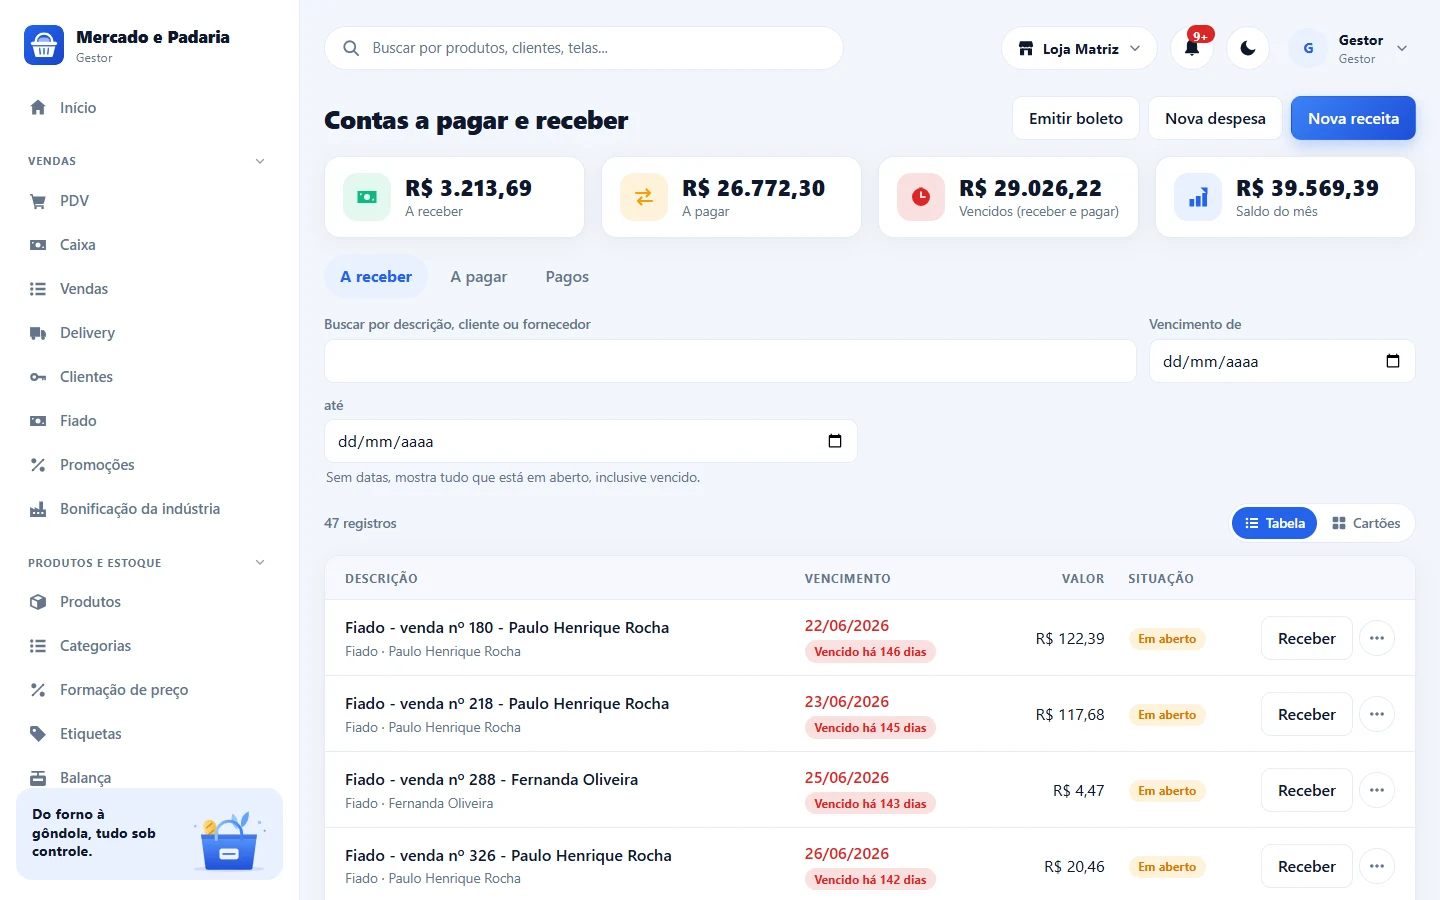 Mercado e Padaria
Gestor
Buscar por produtos, clientes, telas...
Loja Matriz
9+
G
Gestor
Gestor
Início
VENDAS
PDV
Caixa
Vendas
Delivery
Clientes
Fiado
Promoções
Bonificação da indústria
PRODUTOS E ESTOQUE
Produtos
Categorias
Formação de preço
Etiquetas
Balança
Do forno à
gôndola, tudo sob
controle.
Contas a pagar e receber
Emitir boleto
Nova despesa
Nova receita
R$ 3.213,69
A receber
R$ 26.772,30
A pagar
R$ 29.026,22
Vencidos (receber e pagar)
R$ 39.569,39
Saldo do mês
A receber
A pagar
Pagos
Buscar por descrição, cliente ou fornecedor
Vencimento de
dd/mm/aaaa
até
dd/mm/aaaa
Sem datas, mostra tudo que está em aberto, inclusive vencido.
47 registros
Tabela
Cartões
DESCRIÇÃO VENCIMENTO VALOR SITUAÇÃO
Fiado - venda nº 180 - Paulo Henrique Rocha
Fiado · Paulo Henrique Rocha
22/06/2026
Vencido há 146 dias
R$ 122,39
Em aberto
Receber
Fiado - venda nº 218 - Paulo Henrique Rocha
Fiado · Paulo Henrique Rocha
23/06/2026
Vencido há 145 dias
R$ 117,68
Em aberto
Receber
Fiado - venda nº 288 - Fernanda Oliveira
Fiado · Fernanda Oliveira
25/06/2026
Vencido há 143 dias
R$ 4,47
Em aberto
Receber
Fiado - venda nº 326 - Paulo Henrique Rocha
Fiado · Paulo Henrique Rocha
26/06/2026
Vencido há 142 dias
R$ 20,46
Em aberto
Receber